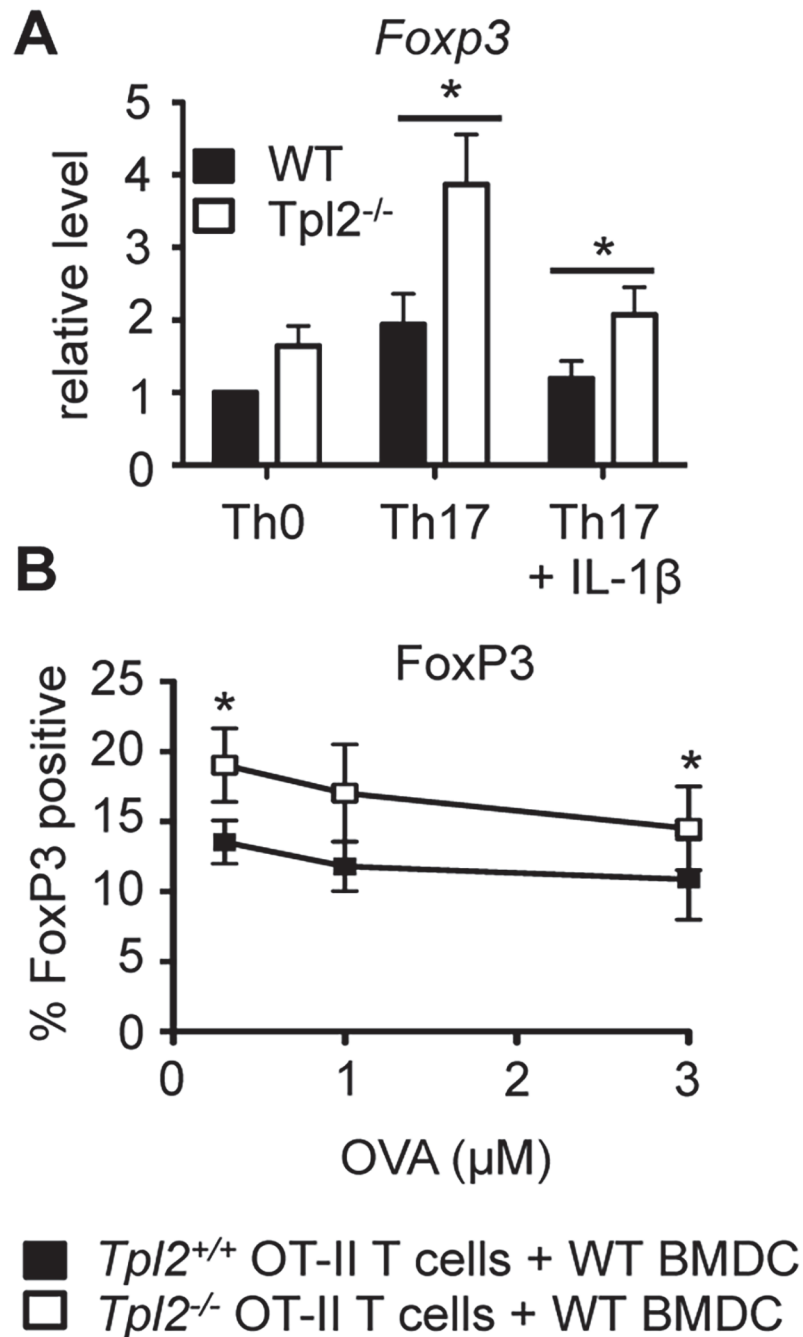 A
Foxp3
*
*
5
4
3
2
1
0
relative level
WT
Tpl2-/-
Th0
Th17
Th17
+ IL-1β
B
FoxP3
25
20
15
10
5
0
% FoxP3 positive
*
*
0 1 2 3
OVA (μM)
Tpl2+/+ OT-II T cells + WT BMDC
Tpl2-/- OT-II T cells + WT BMDC